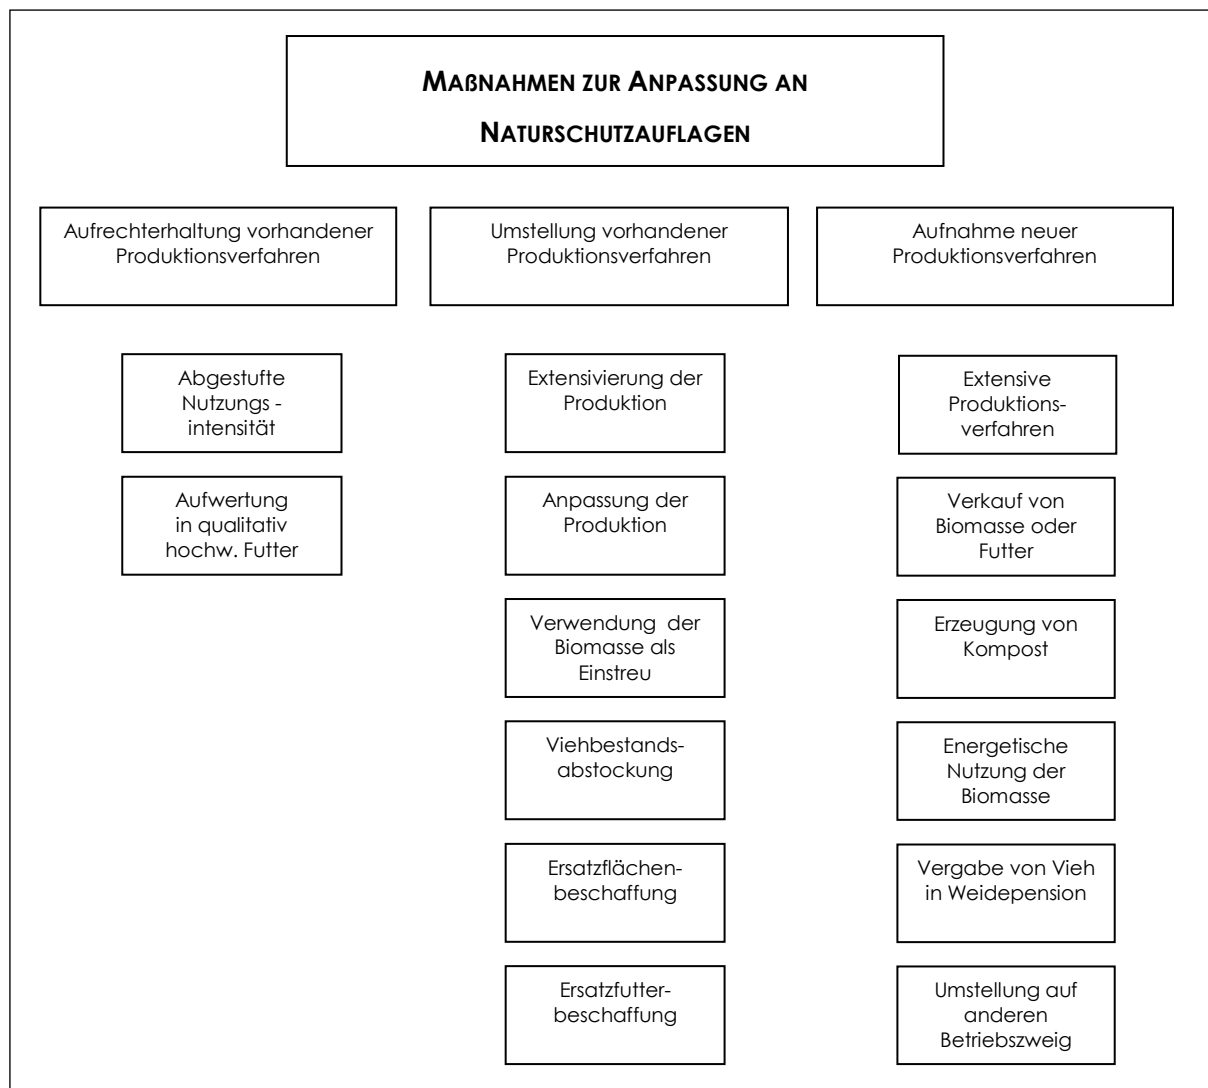 MAßNAHMEN ZUR ANPASSUNG AN
NATURSCHUTZAUFLAGEN
Aufrechterhaltung vorhandener
Produktionsverfahren
Umstellung vorhandener
Produktionsverfahren
Aufnahme neuer
Produktionsverfahren
Abgestufte
Nutzungs -
intensität
Aufwertung
in qualitativ
hochw. Futter
Extensivierung der
Produktion
Anpassung der
Produktion
Verwendung der
Biomasse als
Einstreu
Viehbestands-
abstockung
Ersatzflächen-
beschaffung
Ersatzfutter-
beschaffung
Extensive
Produktions-
verfahren
Verkauf von
Biomasse oder
Futter
Erzeugung von
Kompost
Energetische
Nutzung der
Biomasse
Vergabe von Vieh
in Weidepension
Umstellung auf
anderen
Betriebszweig